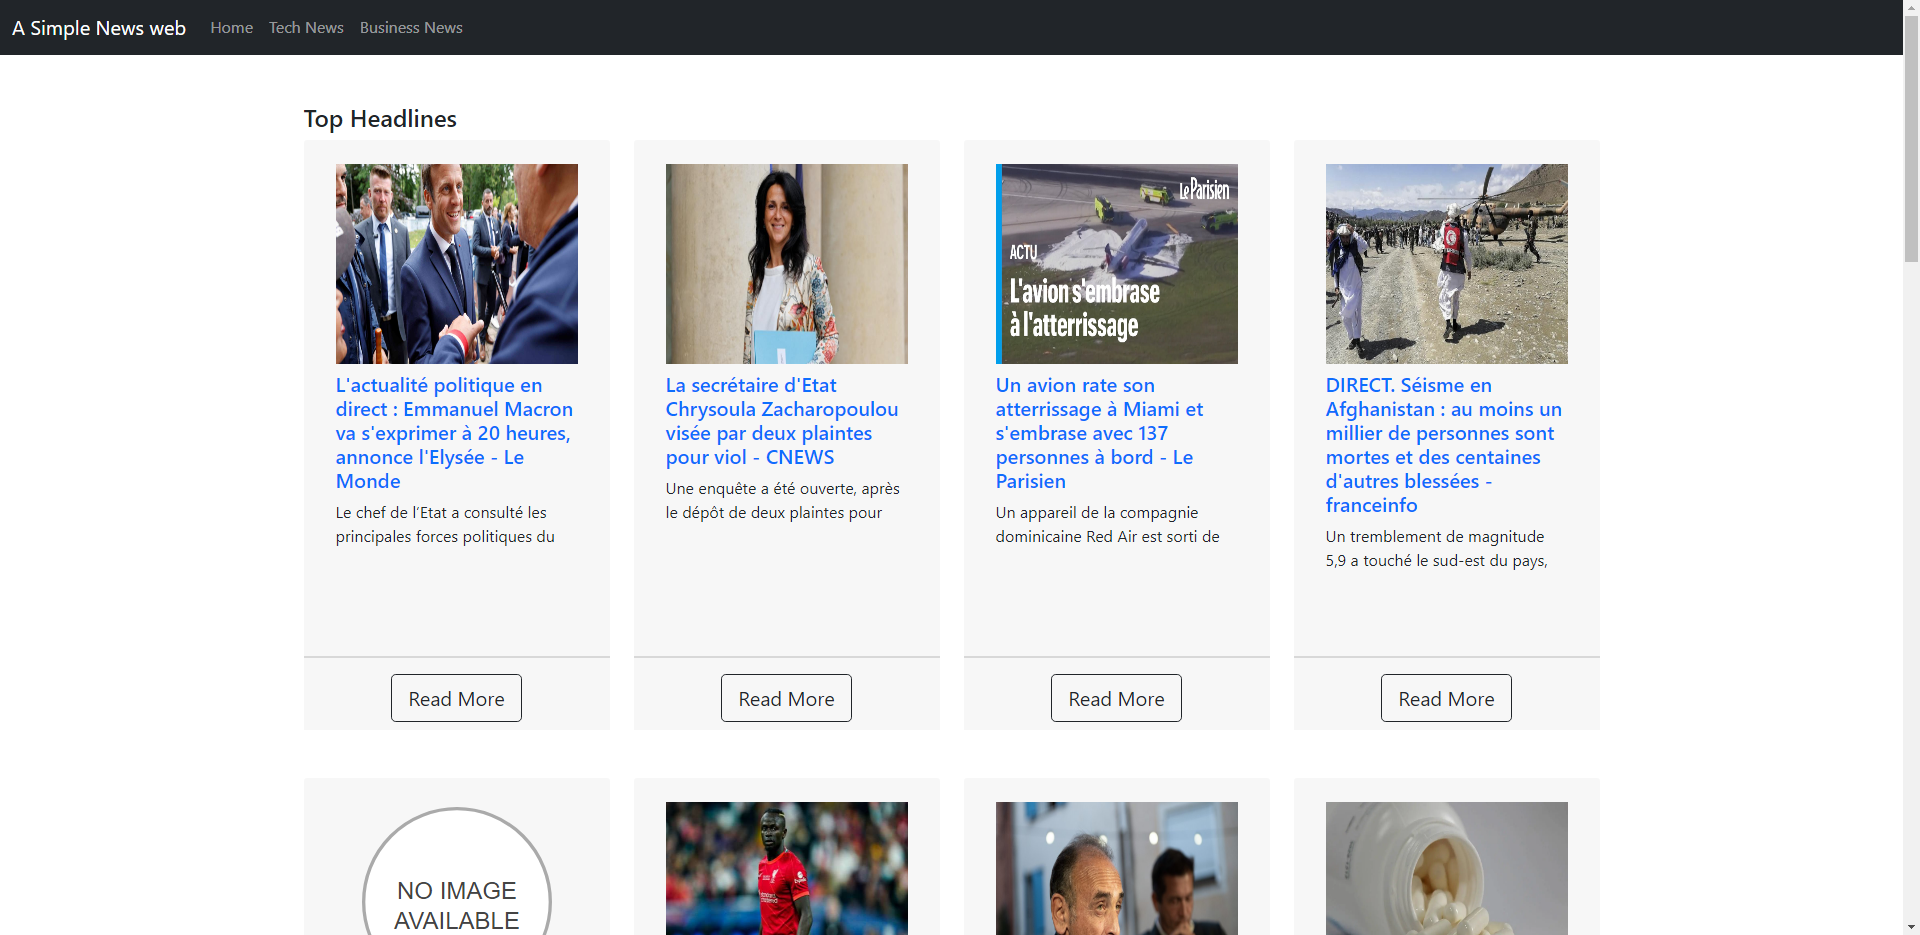 A Simple News web Home Tech News Business News
Top Headlines
Le Parisien
ACTU
L'avion s'embrase
à l'atterrissage
L'actualité politique en
direct : Emmanuel Macron
va s'exprimer à 20 heures,
annonce l'Elysée - Le
Monde
Le chef de l’Etat a consulté les
principales forces politiques du
Read More
La secrétaire d'Etat
Chrysoula Zacharopoulou
visée par deux plaintes
pour viol - CNEWS
Une enquête a été ouverte, après
le dépôt de deux plaintes pour
Read More
Un avion rate son
atterrissage à Miami et
s'embrase avec 137
personnes à bord - Le
Parisien
Un appareil de la compagnie
dominicaine Red Air est sorti de
Read More
DIRECT. Séisme en
Afghanistan : au moins un
millier de personnes sont
mortes et des centaines
d'autres blessées -
franceinfo
Un tremblement de magnitude
5,9 a touché le sud-est du pays,
Read More
NO IMAGE
AVAILABLE